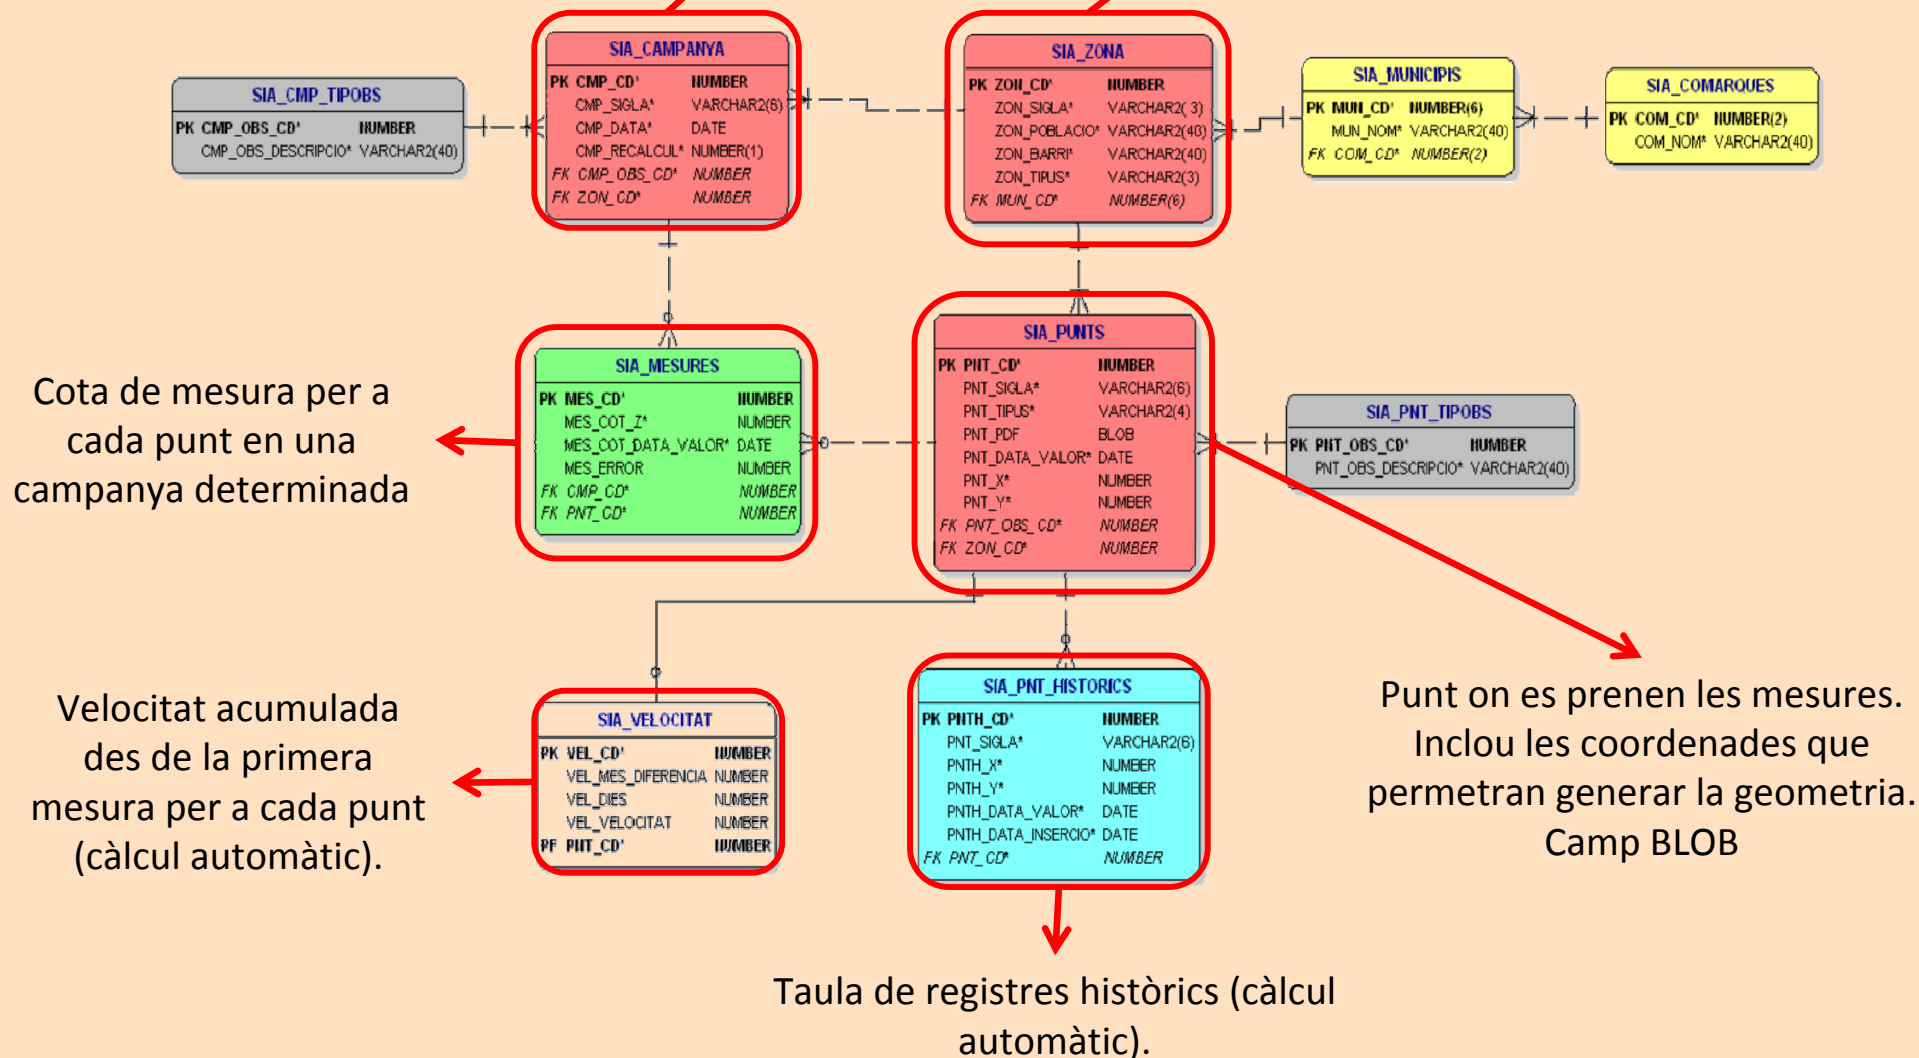 SIA_CAMPANYA
PK CMP_CD* NUMBER
CMP_SIGLA* VARCHAR2(6)
CMP_DATA* DATE
CMP_RECALCUL* NUMBER(1)
FK CMP_OBS_CD* NUMBER
FK ZON_CD* NUMBER
SIA_ZONA
PK ZON_CD* NUMBER
ZON_SIGLA* VARCHAR2( 3)
ZON_POBLACIO* VARCHAR2(40)
ZON_BARRI* VARCHAR2(40)
ZON_TIPUS* VARCHAR2(3)
FK MUN_CD* NUMBER(6)
SIA_MUNICIPIS
PK MUN_CD* NUMBER(6)
MUN_NOM* VARCHAR2(40)
FK COM_CD* NUMBER(2)
SIA_COMARQUES
PK COM_CD* NUMBER(2)
COM_NOM* VARCHAR2(40)
SIA_CMP_TIPOBS
PK CMP_OBS_CD* NUMBER
CMP_OBS_DESCRIPCIO* VARCHAR2(40)
Cota de mesura per a
cada punt en una
campanya determinada
SIA_MESURES
PK MES_CD* NUMBER
MES_COT_Z* NUMBER
MES_COT_DATA_VALOR* DATE
MES_ERROR NUMBER
FK CMP_CD* NUMBER
FK PNT_CD* NUMBER
SIA_PUNTS
PK PNT_CD* NUMBER
PNT_SIGLA* VARCHAR2(6)
PNT_TIPUS* VARCHAR2(4)
PNT_PDF BLOB
PNT_DATA_VALOR* DATE
PNT_X* NUMBER
PNT_Y* NUMBER
FK PNT_OBS_CD* NUMBER
FK ZON_CD* NUMBER
SIA_PNT_TIPOBS
PK PNT_OBS_CD* NUMBER
PNT_OBS_DESCRIPCIO* VARCHAR2(40)
Velocitat acumulada
des de la primera
mesura per a cada punt
(càlcul automàtic).
SIA_VELOCITAT
PK VEL_CD* NUMBER
VEL_MES_DIFERENCIA NUMBER
VEL_DIES NUMBER
VEL_VELOCITAT NUMBER
PF PNT_CD* NUMBER
SIA_PNT_HISTORICS
PK PNTH_CD* NUMBER
PNT_SIGLA* VARCHAR2(6)
PNTH_X* NUMBER
PNTH_Y* NUMBER
PNTH_DATA_VALOR* DATE
PNTH_DATA_INSERCIO* DATE
FK PNT_CD* NUMBER
Punt on es prenen les mesures.
Inclou les coordenades que
permetran generar la geometria.
Camp BLOB
Taula de registres històrics (càlcul
automàtic).